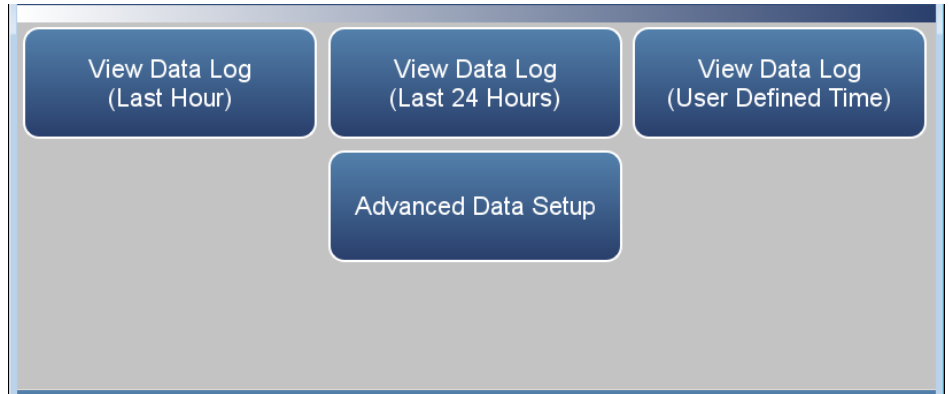 View Data Log
(Last Hour)
View Data Log
(Last 24 Hours)
View Data Log
(User Defined Time)
Advanced Data Setup